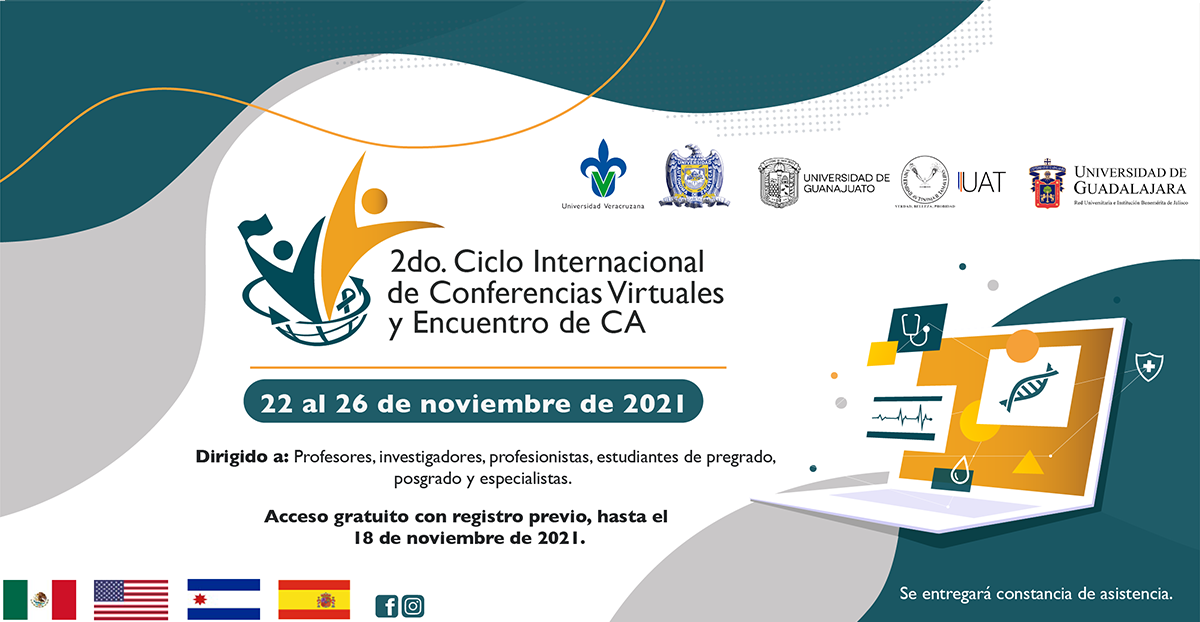 Universidad Veracruzana
UNIVERSIDAD DE
GUANAJUATO
VERDAD, BELLEZA, PROBIDAD
UAT
UNIVERSIDAD DE
GUADALAJARA
Red Universitaria e Institución Benemérita de Jalisco
2do. Ciclo Internacional
de Conferencias Virtuales
y Encuentro de CA
22 al 26 de noviembre de 2021
Dirigido a: Profesores, investigadores, profesionistas, estudiantes de pregrado,
posgrado y especialistas.
Acceso gratuito con registro previo, hasta el
18 de noviembre de 2021.
Se entregará constancia de asistencia.